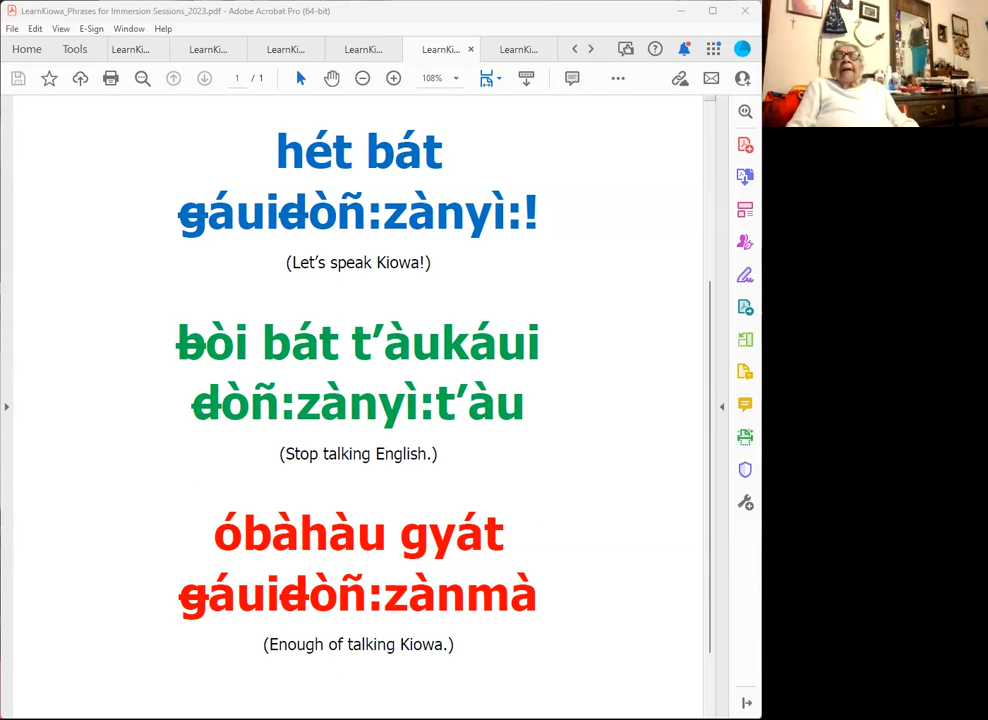 LearnKiowa_Phrases for Immersion Sessions_2023.pdf - Adobe Acrobat Pro (64-bit)
File Edit View E-Sign Window Help
Home Tools LearnKi... LearnKi... LearnKi... LearnKi... LearnKi... × LearnKi...
1 / 1 108%
hét bát
g̶áuid̶òñ:zànyì:!
(Let’s speak Kiowa!)
b̶òi bát t’àukáui
d̶òñ:zànyì:t’àu
(Stop talking English.)
óbàhàu gyát
g̶áuid̶òñ:zànmà
(Enough of talking Kiowa.)